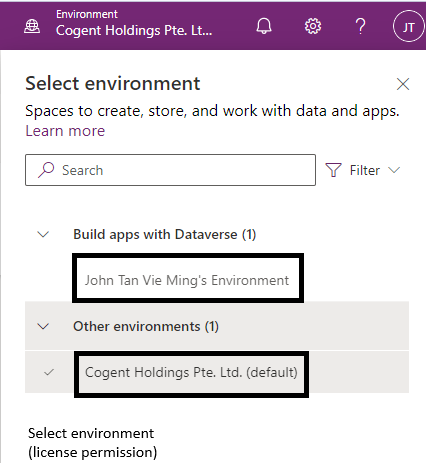 Environment
Cogent Holdings Pte. Lt...
?
JT
Select environment
Spaces to create, store, and work with data and apps.
Learn more
Search
Filter
Build apps with Dataverse (1)
John Tan Vie Ming's Environment
Other environments (1)
Cogent Holdings Pte. Ltd. (default)
Select environment
(license permission)